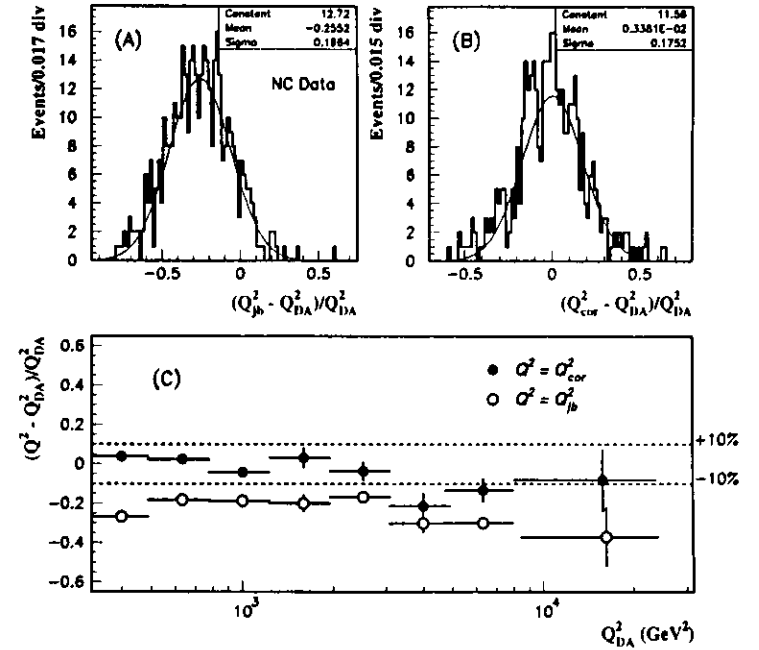 Constant 12.72
Mean -0.2552
Sigma 0.1964
(A)
NC Data
Events/0.017 div
16
14
12
10
8
6
4
2
0
-0.5 0 0.5
(Q²jb - Q²DA)/Q²DA
Constant 11.56
Mean 0.3381E-02
Sigma 0.1752
(B)
Events/0.015 div
16
14
12
10
8
6
4
2
0
-0.5 0 0.5
(Q²cor - Q²DA)/Q²DA
(C)
Q² = Q²cor
Q² = Q²jb
(Q² - Q²DA)/Q²DA
0.6
0.4
0.2
0
-0.2
-0.4
-0.6
+10%
-10%
10³ 10⁴
Q²DA (GeV²)